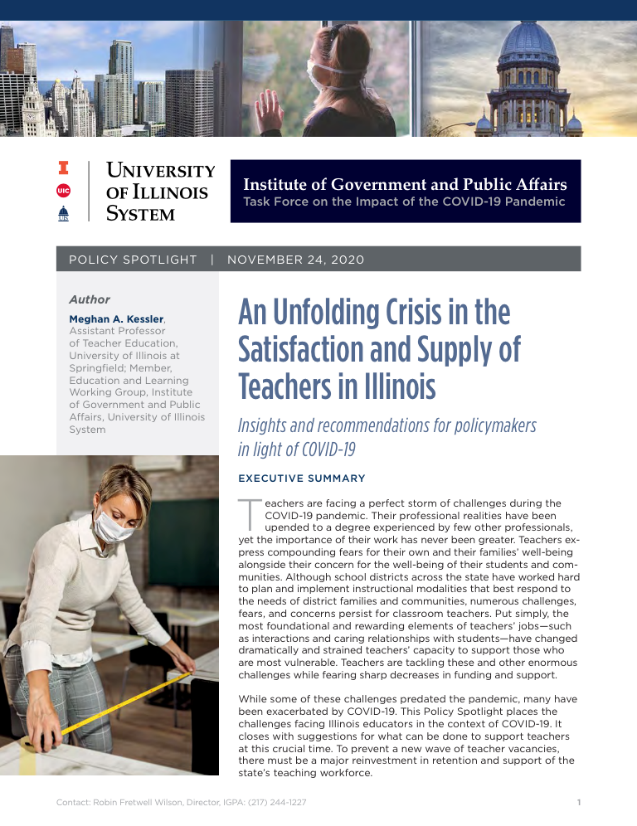 I
UIC
UNIVERSITY
OF ILLINOIS
SYSTEM
Institute of Government and Public Affairs
Task Force on the Impact of the COVID-19 Pandemic
POLICY SPOTLIGHT | NOVEMBER 24, 2020
Author
Meghan A. Kessler,
Assistant Professor
of Teacher Education,
University of Illinois at
Springfield; Member,
Education and Learning
Working Group, Institute
of Government and Public
Affairs, University of Illinois
System
An Unfolding Crisis in the
Satisfaction and Supply of
Teachers in Illinois
Insights and recommendations for policymakers
in light of COVID-19
EXECUTIVE SUMMARY
Teachers are facing a perfect storm of challenges during the
COVID-19 pandemic. Their professional realities have been
upended to a degree experienced by few other professionals,
yet the importance of their work has never been greater. Teachers ex-
press compounding fears for their own and their families' well-being
alongside their concern for the well-being of their students and com-
munities. Although school districts across the state have worked hard
to plan and implement instructional modalities that best respond to
the needs of district families and communities, numerous challenges,
fears, and concerns persist for classroom teachers. Put simply, the
most foundational and rewarding elements of teachers' jobs—such
as interactions and caring relationships with students—have changed
dramatically and strained teachers' capacity to support those who
are most vulnerable. Teachers are tackling these and other enormous
challenges while fearing sharp decreases in funding and support.
While some of these challenges predated the pandemic, many have
been exacerbated by COVID-19. This Policy Spotlight places the
challenges facing Illinois educators in the context of COVID-19. It
closes with suggestions for what can be done to support teachers
at this crucial time. To prevent a new wave of teacher vacancies,
there must be a major reinvestment in retention and support of the
state's teaching workforce.
Contact: Robin Fretwell Wilson, Director, IGPA: (217) 244-1227
1